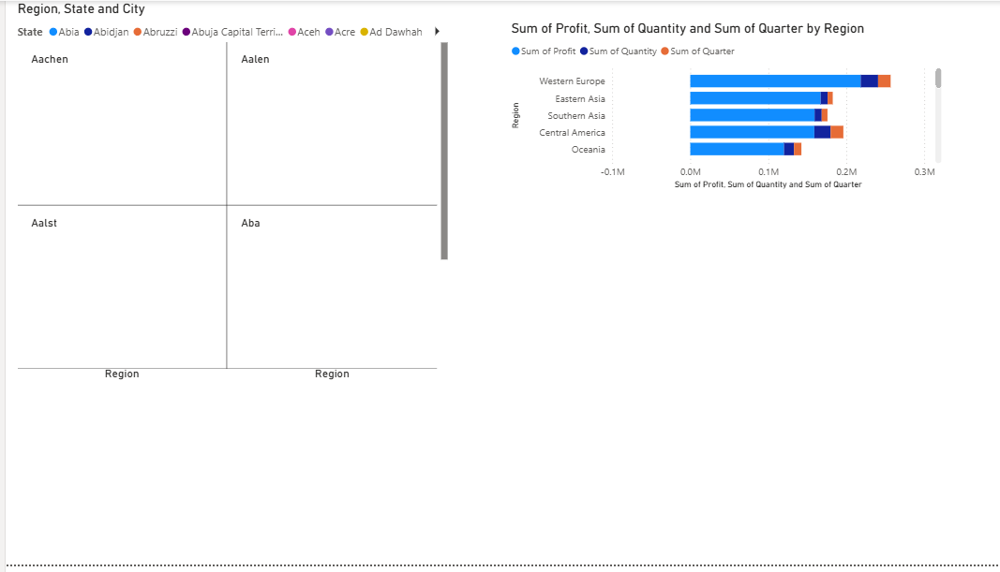 Region, State and City
State Abia Abidjan Abruzzi Abuja Capital Terri... Aceh Acre Ad Dawhah
Aachen Aalen
Aalst Aba
Region Region
Sum of Profit, Sum of Quantity and Sum of Quarter by Region
Sum of Profit Sum of Quantity Sum of Quarter
Region
Western Europe
Eastern Asia
Southern Asia
Central America
Oceania
-0.1M 0.0M 0.1M 0.2M 0.3M
Sum of Profit, Sum of Quantity and Sum of Quarter